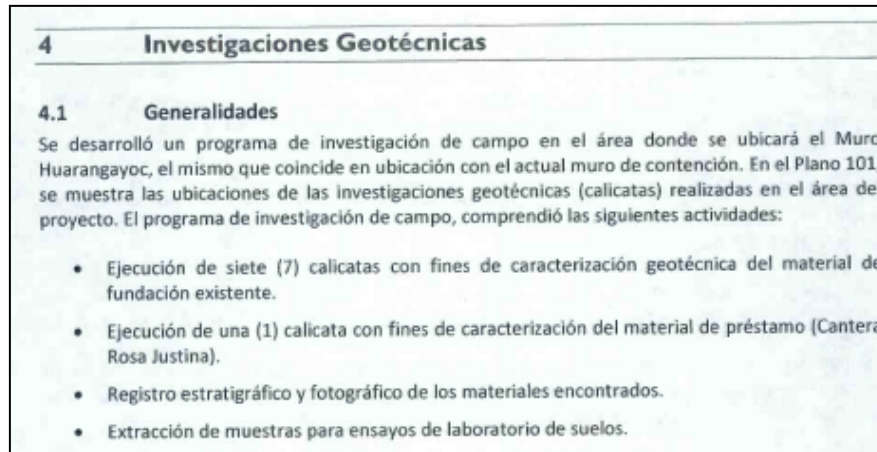 4 Investigaciones Geotécnicas
4.1 Generalidades
Se desarrolló un programa de investigación de campo en el área donde se ubicará el Muro
Huarangayoc, el mismo que coincide en ubicación con el actual muro de contención. En el Plano 101,
se muestra las ubicaciones de las investigaciones geotécnicas (calicatas) realizadas en el área de
proyecto. El programa de investigación de campo, comprendió las siguientes actividades:
• Ejecución de siete (7) calicatas con fines de caracterización geotécnica del material de
fundación existente.
• Ejecución de una (1) calicata con fines de caracterización del material de préstamo (Cantera
Rosa Justina).
• Registro estratigráfico y fotográfico de los materiales encontrados.
• Extracción de muestras para ensayos de laboratorio de suelos.